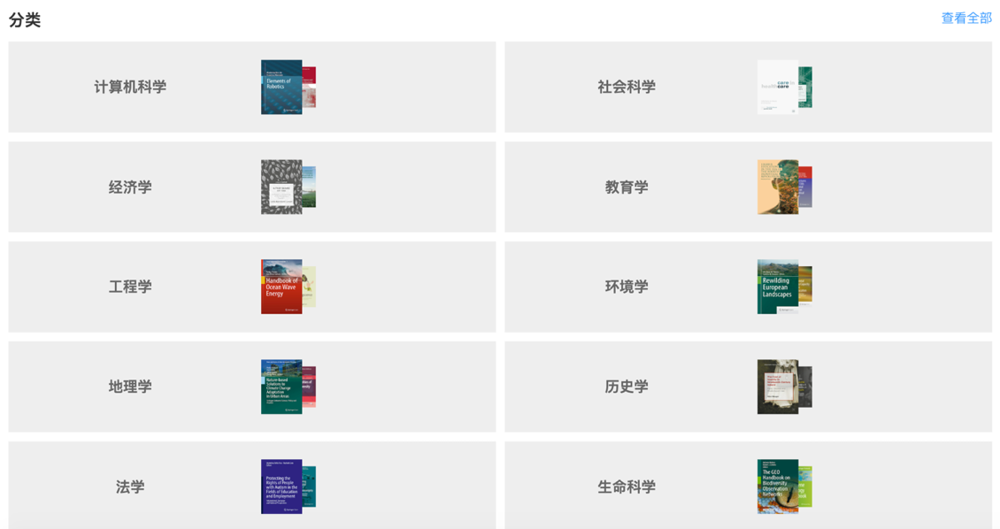 分类
查看全部
计算机科学
Elements of
Robotics
社会科学
care in
healthcare
经济学
教育学
工程学
Handbook of
Ocean Wave
Energy
环境学
Rewilding
European
Landscapes
地理学
Nature-Based
Solutions to
Climate Change
Adaptation
in Urban Areas
历史学
法学
Protecting the
Rights of People
with Autism in the
Fields of Education
and Employment
生命科学
The GEO
Handbook on
Biodiversity
Observation
Networks